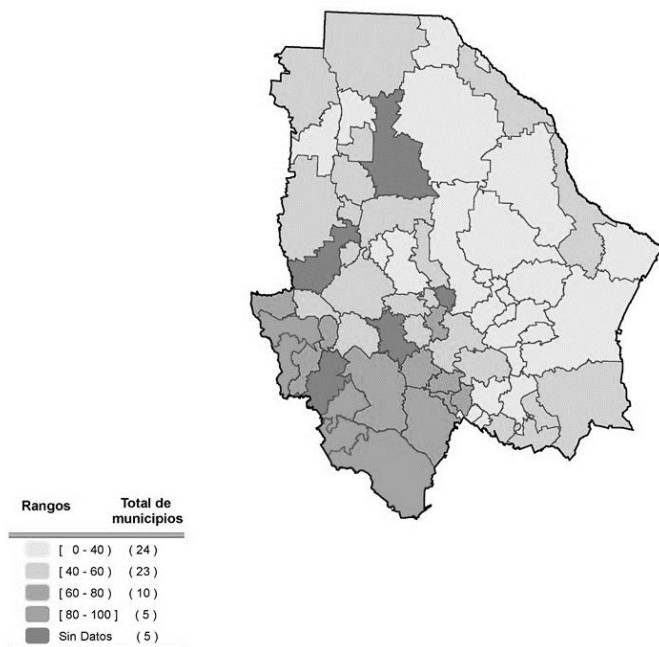 Rangos Total de
municipios
[ 0 - 40 ) ( 24 )
[ 40 - 60 ) ( 23 )
[ 60 - 80 ) ( 10 )
[ 80 - 100 ] ( 5 )
Sin Datos ( 5 )